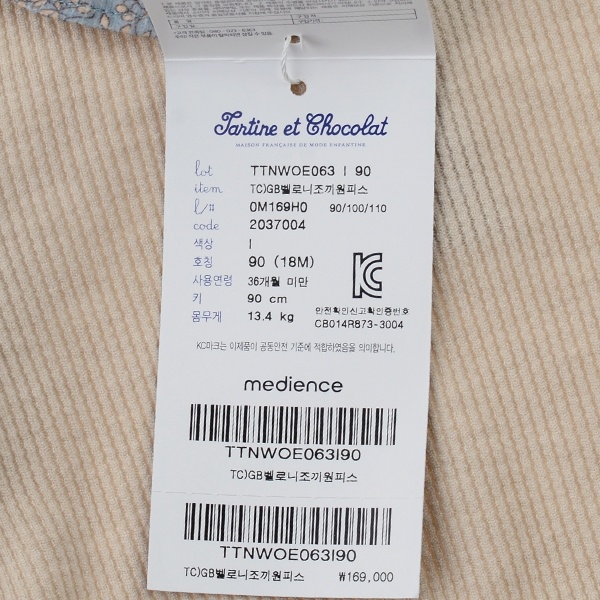 Tartine et Chocolat
MAISON FRANÇAISE DE MODE ENFANTINE
lot TTNWOE063 I 90
item TC)GB벨로니조끼원피스
l/# 0M169H0 90/100/110
code 2037004
색상 I
호칭 90 (18M)
사용연령 36개월 미만
키 90 cm
몸무게 13.4 kg
안전확인신고확인증번호
CB014R873-3004
KC마크는 이제품이 공통안전 기준에 적합하였음을 의미합니다.
medience
TTNWOE063I90
TC)GB벨로니조끼원피스
TTNWOE063I90
TC)GB벨로니조끼원피스 ₩169,000